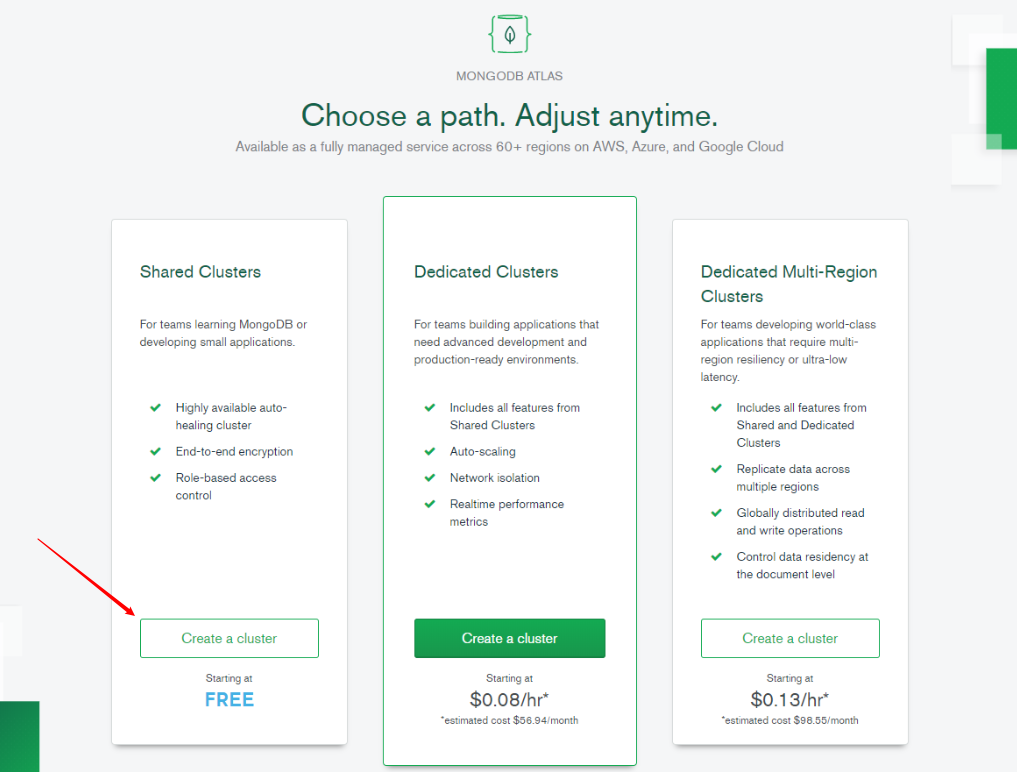 MONGODB ATLAS
Choose a path. Adjust anytime.
Available as a fully managed service across 60+ regions on AWS, Azure, and Google Cloud
Shared Clusters
For teams learning MongoDB or
developing small applications.
Highly available auto-
healing cluster
End-to-end encryption
Role-based access
control
Create a cluster
Starting at
FREE
Dedicated Clusters
For teams building applications that
need advanced development and
production-ready environments.
Includes all features from
Shared Clusters
Auto-scaling
Network isolation
Realtime performance
metrics
Create a cluster
Starting at
$0.08/hr*
*estimated cost $56.94/month
Dedicated Multi-Region
Clusters
For teams developing world-class
applications that require multi-
region resiliency or ultra-low
latency.
Includes all features from
Shared and Dedicated
Clusters
Replicate data across
multiple regions
Globally distributed read
and write operations
Control data residency at
the document level
Create a cluster
Starting at
$0.13/hr*
*estimated cost $98.55/month